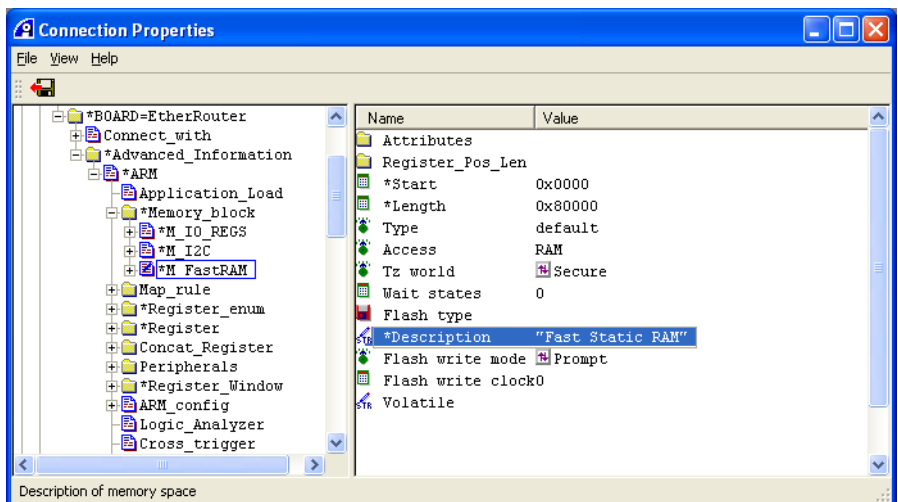 Connection Properties
File View Help
*BOARD=EtherRouter
Connect_with
*Advanced_Information
*ARM
Application_Load
*Memory_block
*M_IO_REGS
*M_I2C
*M_FastRAM
Map_rule
*Register_enum
*Register
Concat_Register
Peripherals
*Register_Window
ARM_config
Logic_Analyzer
Cross_trigger
Name Value
Attributes
Register_Pos_Len
*Start 0x0000
*Length 0x80000
Type default
Access RAM
Tz world Secure
Wait states 0
Flash type
STR *Description "Fast Static RAM"
Flash write mode Prompt
Flash write clock0
STR Volatile
Description of memory space